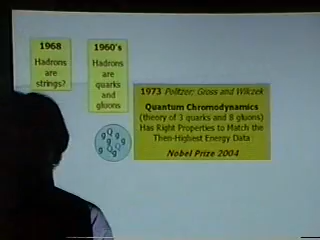 1968
Hadrons
are
strings?
1960's
Hadrons
are
quarks
and
gluons
1973 Politzer; Gross and Wilczek
Quantum Chromodynamics
(theory of 3 quarks and 8 gluons)
Has Right Properties to Match the
Then-Highest Energy Data
Nobel Prize 2004